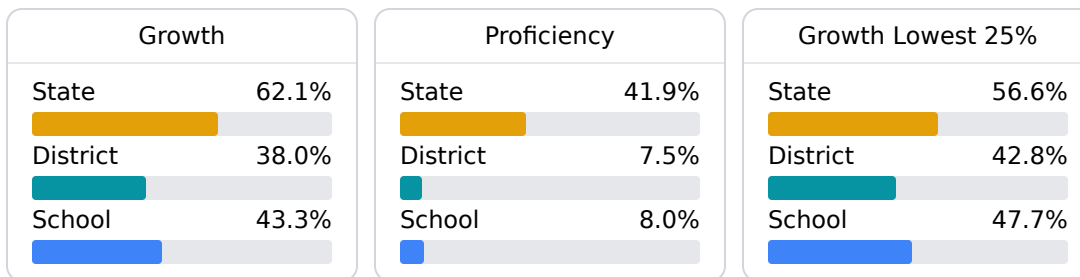 Growth
State 62.1%
District 38.0%
School 43.3%
Proficiency
State 41.9%
District 7.5%
School 8.0%
Growth Lowest 25%
State 56.6%
District 42.8%
School 47.7%